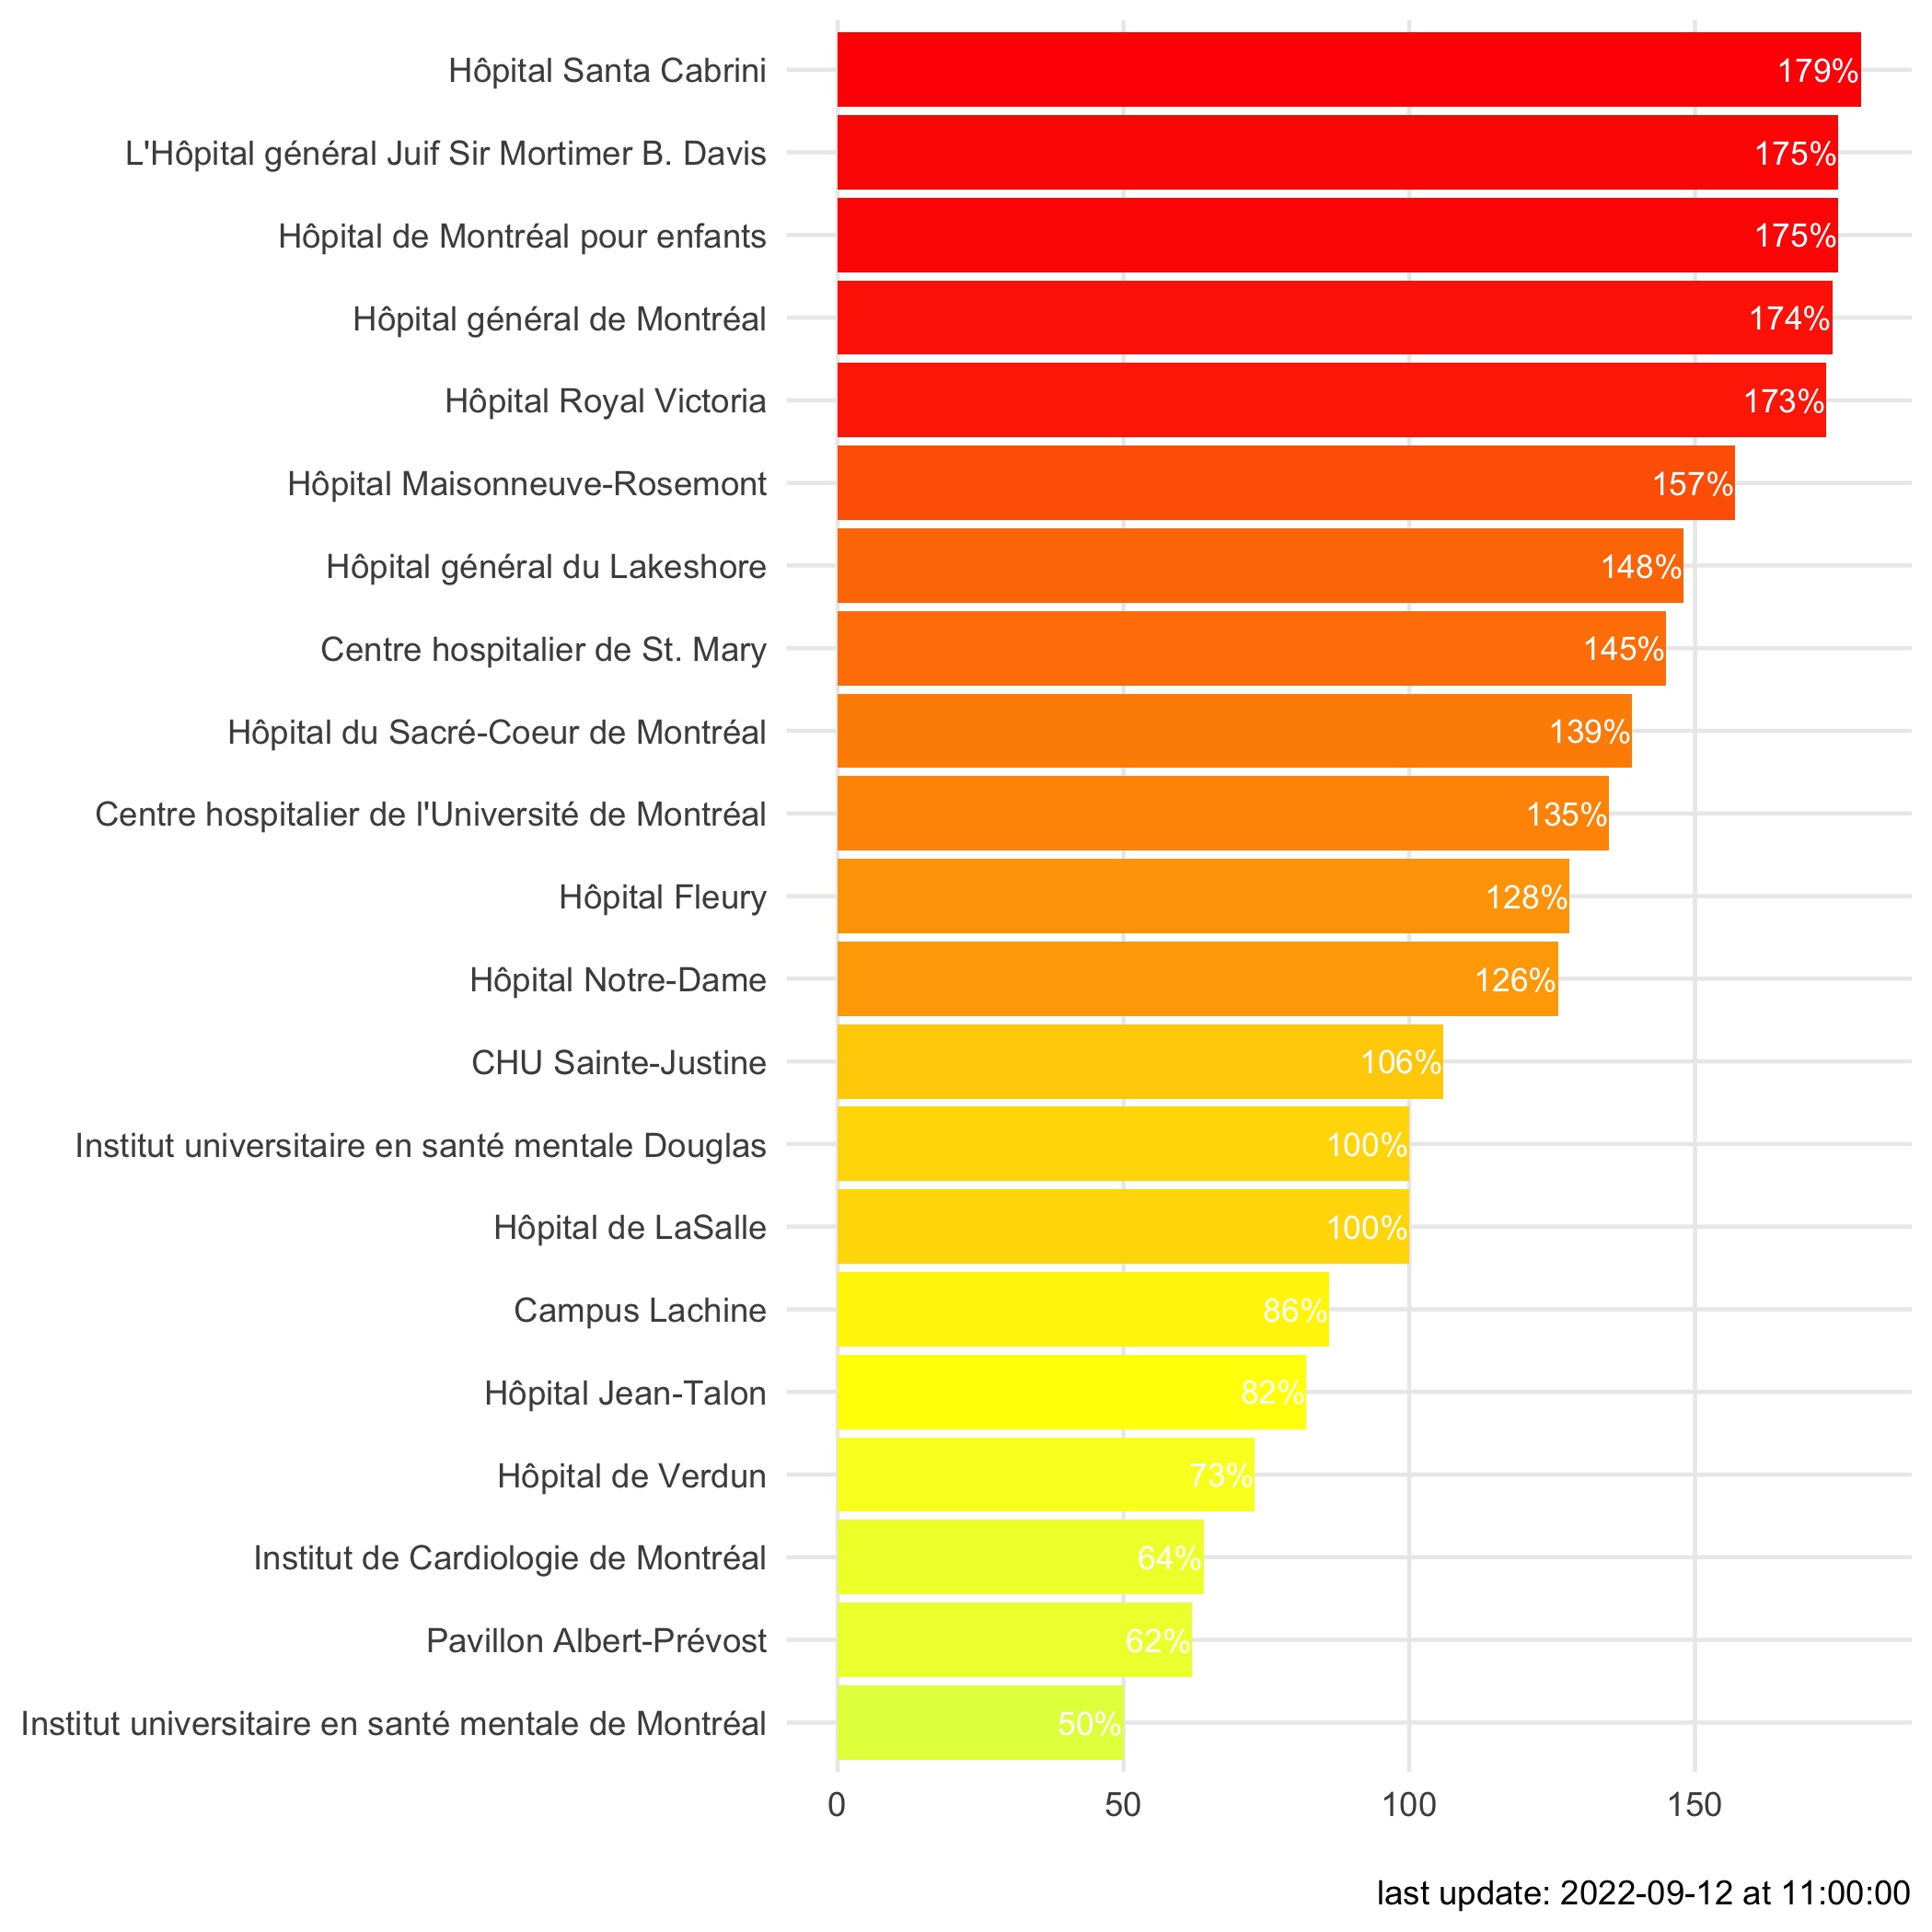 Hôpital Santa Cabrini 179%
L'Hôpital général Juif Sir Mortimer B. Davis 175%
Hôpital de Montréal pour enfants 175%
Hôpital général de Montréal 174%
Hôpital Royal Victoria 173%
Hôpital Maisonneuve-Rosemont 157%
Hôpital général du Lakeshore 148%
Centre hospitalier de St. Mary 145%
Hôpital du Sacré-Coeur de Montréal 139%
Centre hospitalier de l'Université de Montréal 135%
Hôpital Fleury 128%
Hôpital Notre-Dame 126%
CHU Sainte-Justine 106%
Institut universitaire en santé mentale Douglas 100%
Hôpital de LaSalle 100%
Campus Lachine 86%
Hôpital Jean-Talon 82%
Hôpital de Verdun 73%
Institut de Cardiologie de Montréal 64%
Pavillon Albert-Prévost 62%
Institut universitaire en santé mentale de Montréal 50%
0 50 100 150
last update: 2022-09-12 at 11:00:00